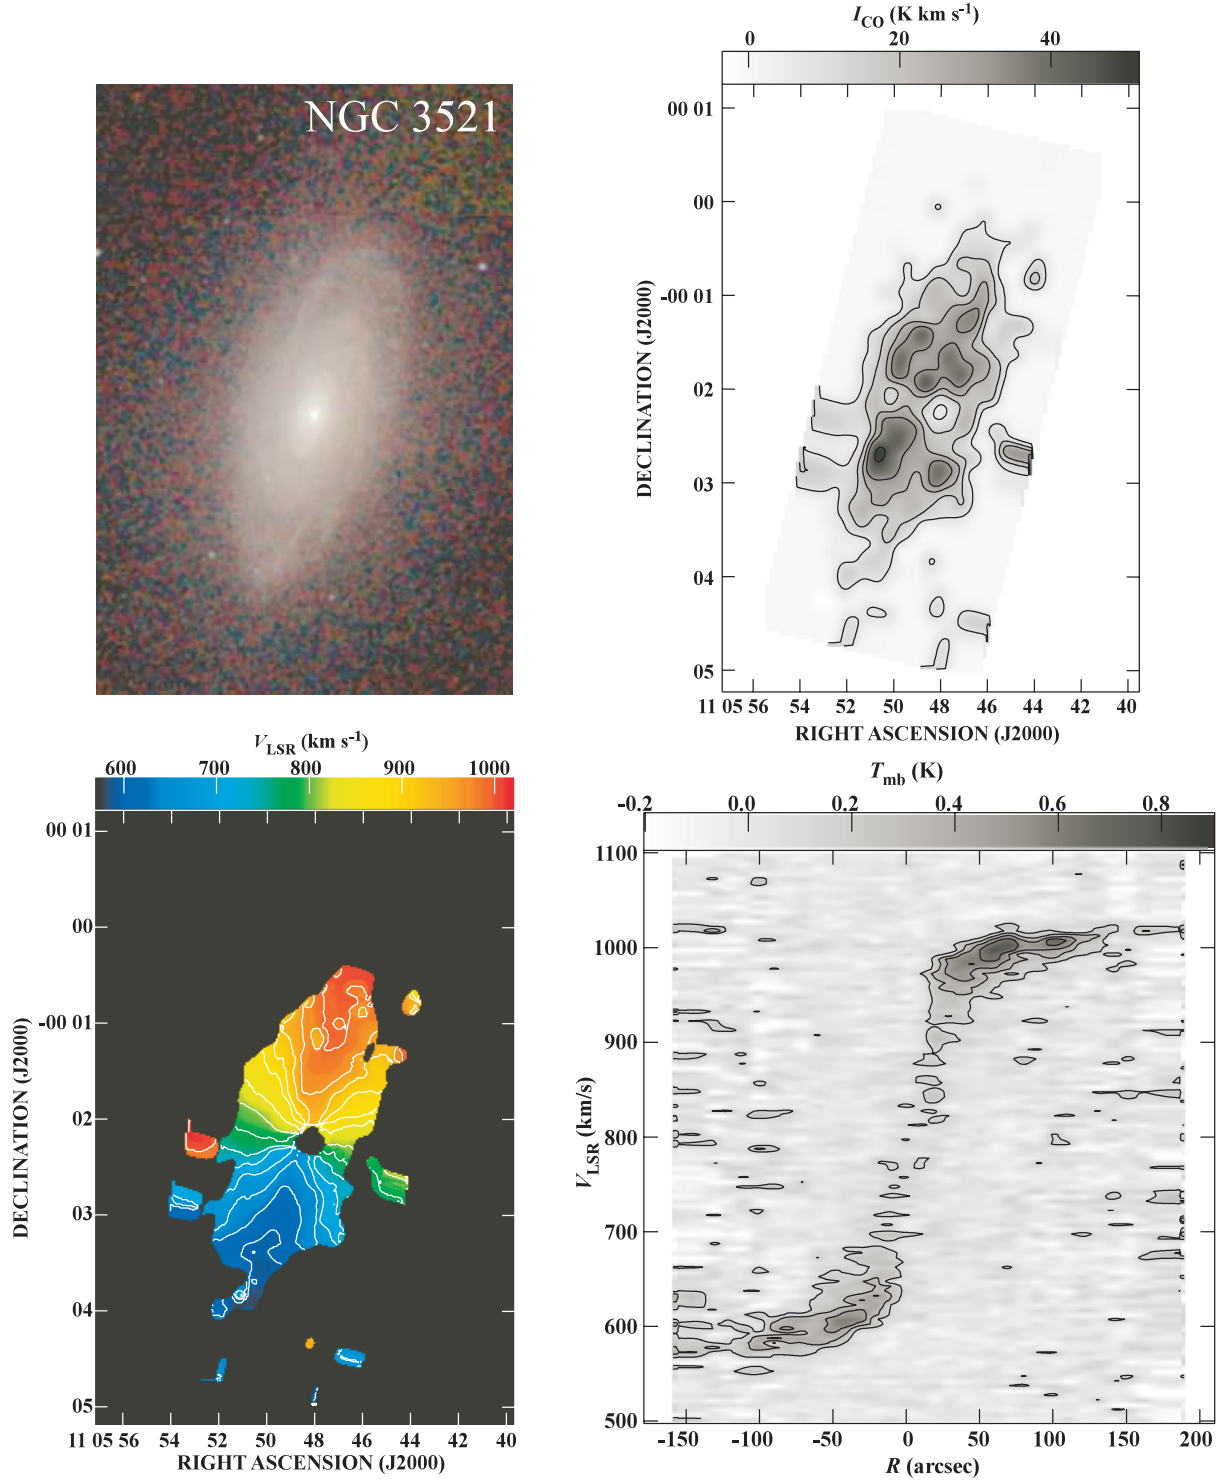 NGC 3521
I_CO (K km s⁻¹)
0 20 40
00 01
00
-00 01
02
03
04
05
DECLINATION (J2000)
11 05 56 54 52 50 48 46 44 42 40
RIGHT ASCENSION (J2000)
V_LSR (km s⁻¹)
600 700 800 900 1000
00 01
00
-00 01
02
03
04
05
DECLINATION (J2000)
11 05 56 54 52 50 48 46 44 42 40
RIGHT ASCENSION (J2000)
T_mb (K)
-0.2 0.0 0.2 0.4 0.6 0.8
1100
1000
900
800
700
600
500
V_LSR (km/s)
-150 -100 -50 0 50 100 150 200
R (arcsec)